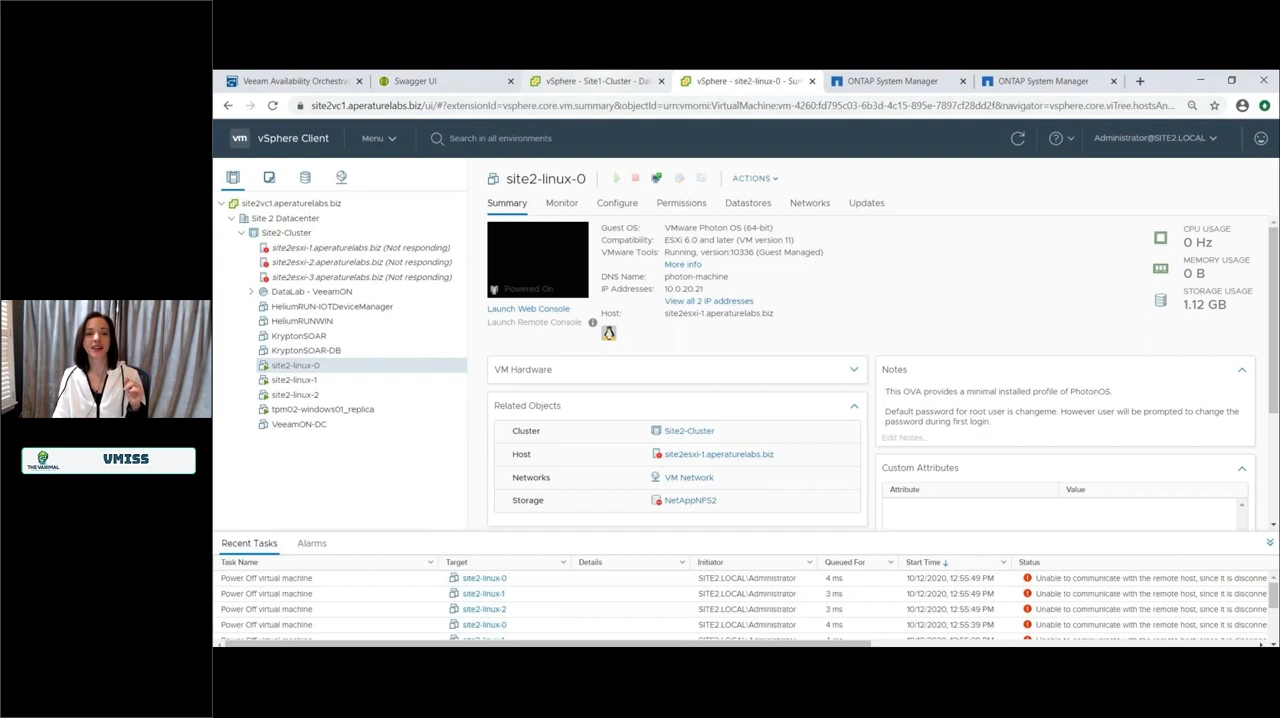 Veeam Availability Orchestra
Swagger UI
vSphere - Site1-Cluster - Dat
vSphere - site2-linux-0 - Sum
ONTAP System Manager
ONTAP System Manager
site2vc1.aperaturelabs.biz/ui/#?extensionId=vsphere.core.vm.summary&objectId=urn:vmomi:VirtualMachine:vm-4260:fd795c03-6b3d-4c15-895e-7897cf28dd2f&navigator=vsphere.core.viTree.hostsAn...
vm vSphere Client
Menu
Search in all environments
Administrator@SITE2.LOCAL
site2vc1.aperaturelabs.biz
Site 2 Datacenter
Site2-Cluster
site2esxi-1.aperaturelabs.biz (Not responding)
site2esxi-2.aperaturelabs.biz (Not responding)
site2esxi-3.aperaturelabs.biz (Not responding)
DataLab - VeeamON
HeliumRUN-IOTDeviceManager
HeliumRUNWIN
KryptonSOAR
KryptonSOAR-DB
site2-linux-0
site2-linux-1
site2-linux-2
tpm02-windows01_replica
VeeamON-DC
site2-linux-0
ACTIONS
Summary Monitor Configure Permissions Datastores Networks Updates
Powered On
Launch Web Console
Launch Remote Console
Guest OS: VMware Photon OS (64-bit)
Compatibility: ESXi 6.0 and later (VM version 11)
VMware Tools: Running, version:10336 (Guest Managed)
More info
DNS Name: photon-machine
IP Addresses: 10.0.20.21
View all 2 IP addresses
Host: site2esxi-1.aperaturelabs.biz
CPU USAGE
0 Hz
MEMORY USAGE
0 B
STORAGE USAGE
1.12 GB
VM Hardware
Related Objects
Cluster Site2-Cluster
Host site2esxi-1.aperaturelabs.biz
Networks VM Network
Storage NetAppNFS2
Notes
This OVA provides a minimal installed profile of PhotonOS.
Default password for root user is changeme. However user will be prompted to change the
password during first login.
Edit Notes...
Custom Attributes
Attribute Value
THE VANIMAL
VMISS
Recent Tasks Alarms
Task Name Target Details Initiator Queued For Start Time Status
Power Off virtual machine site2-linux-0 SITE2.LOCAL\Administrator 4 ms 10/12/2020, 12:55:49 PM Unable to communicate with the remote host, since it is disconne
Power Off virtual machine site2-linux-1 SITE2.LOCAL\Administrator 3 ms 10/12/2020, 12:55:49 PM Unable to communicate with the remote host, since it is disconne
Power Off virtual machine site2-linux-2 SITE2.LOCAL\Administrator 3 ms 10/12/2020, 12:55:49 PM Unable to communicate with the remote host, since it is disconne
Power Off virtual machine site2-linux-0 SITE2.LOCAL\Administrator 4 ms 10/12/2020, 12:55:39 PM Unable to communicate with the remote host, since it is disconne